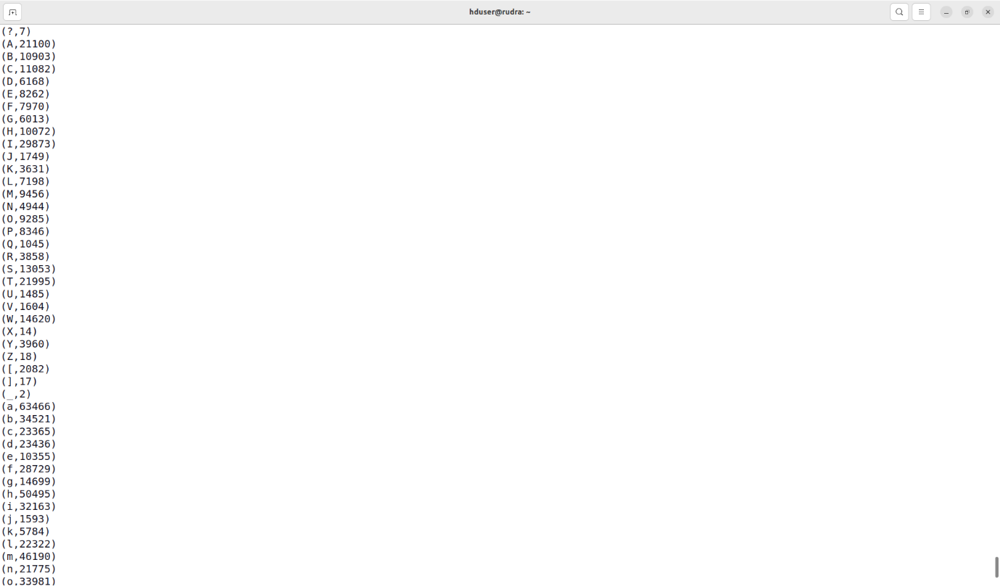 hduser@rudra: ~
(?,7)
(A,21100)
(B,10903)
(C,11082)
(D,6168)
(E,8262)
(F,7970)
(G,6013)
(H,10072)
(I,29873)
(J,1749)
(K,3631)
(L,7198)
(M,9456)
(N,4944)
(O,9285)
(P,8346)
(Q,1045)
(R,3858)
(S,13053)
(T,21995)
(U,1485)
(V,1604)
(W,14620)
(X,14)
(Y,3960)
(Z,18)
([,2082)
(],17)
(_,2)
(a,63466)
(b,34521)
(c,23365)
(d,23436)
(e,10355)
(f,28729)
(g,14699)
(h,50495)
(i,32163)
(j,1593)
(k,5784)
(l,22322)
(m,46190)
(n,21775)
(o,33981)